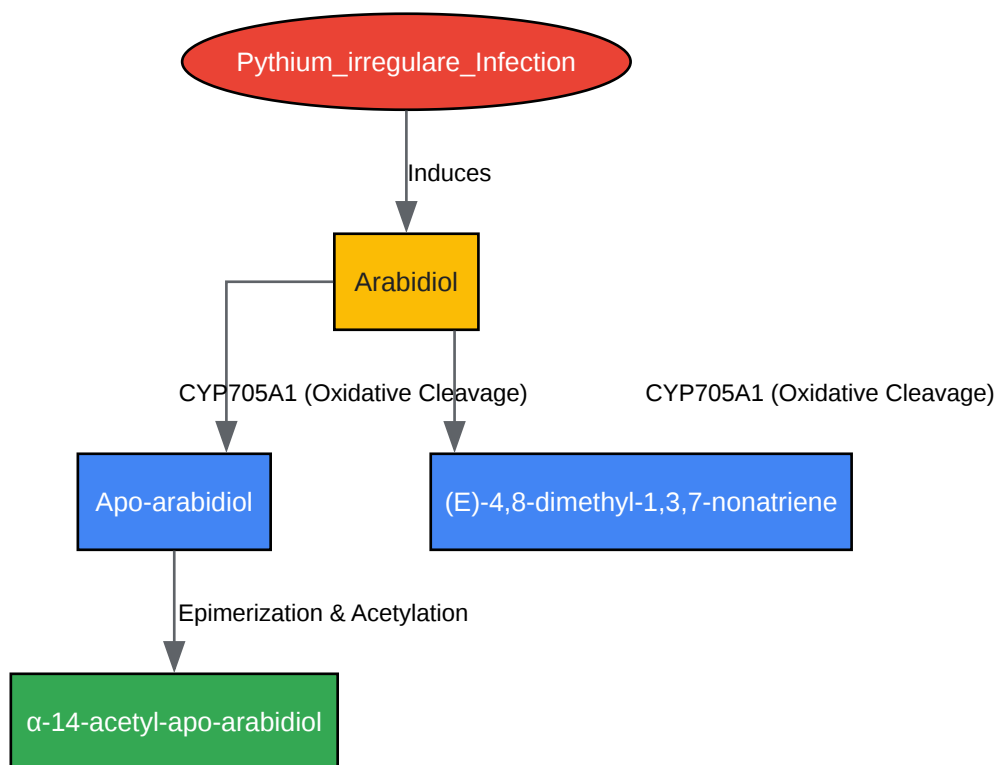 Pythium_irregulare_Infection
Induces
Arabidiol
CYP705A1 (Oxidative Cleavage)
CYP705A1 (Oxidative Cleavage)
Apo-arabidiol
(E)-4,8-dimethyl-1,3,7-nonatriene
Epimerization & Acetylation
α-14-acetyl-apo-arabidiol